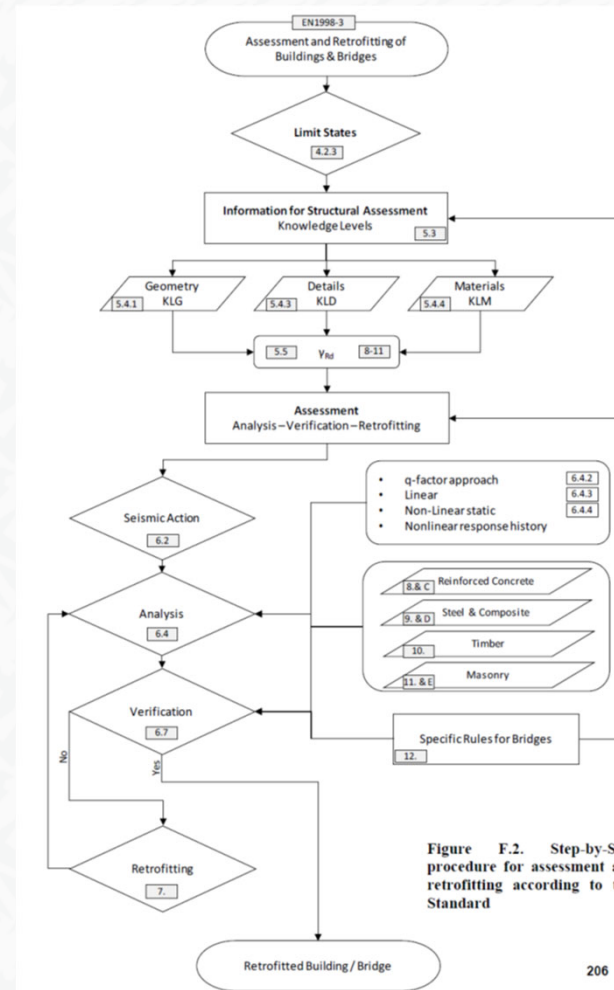 EN1998-3
Assessment and Retrofitting of
Buildings & Bridges
Limit States
4.2.3
Information for Structural Assessment
Knowledge Levels
5.3
Geometry
KLG
5.4.1
Details
KLD
5.4.3
Materials
KLM
5.4.4
5.5 γRd 8-11
Assessment
Analysis – Verification – Retrofitting
Seismic Action
6.2
• q-factor approach 6.4.2
• Linear 6.4.3
• Non-Linear static 6.4.4
• Nonlinear response history
Analysis
6.4
8.& C Reinforced Concrete
9. & D Steel & Composite
10. Timber
11. & E Masonry
Verification
6.7
No
Yes
Specific Rules for Bridges
12.
Retrofitting
7.
Figure F.2. Step-by-S
procedure for assessment a
retrofitting according to t
Standard
Retrofitted Building / Bridge
206